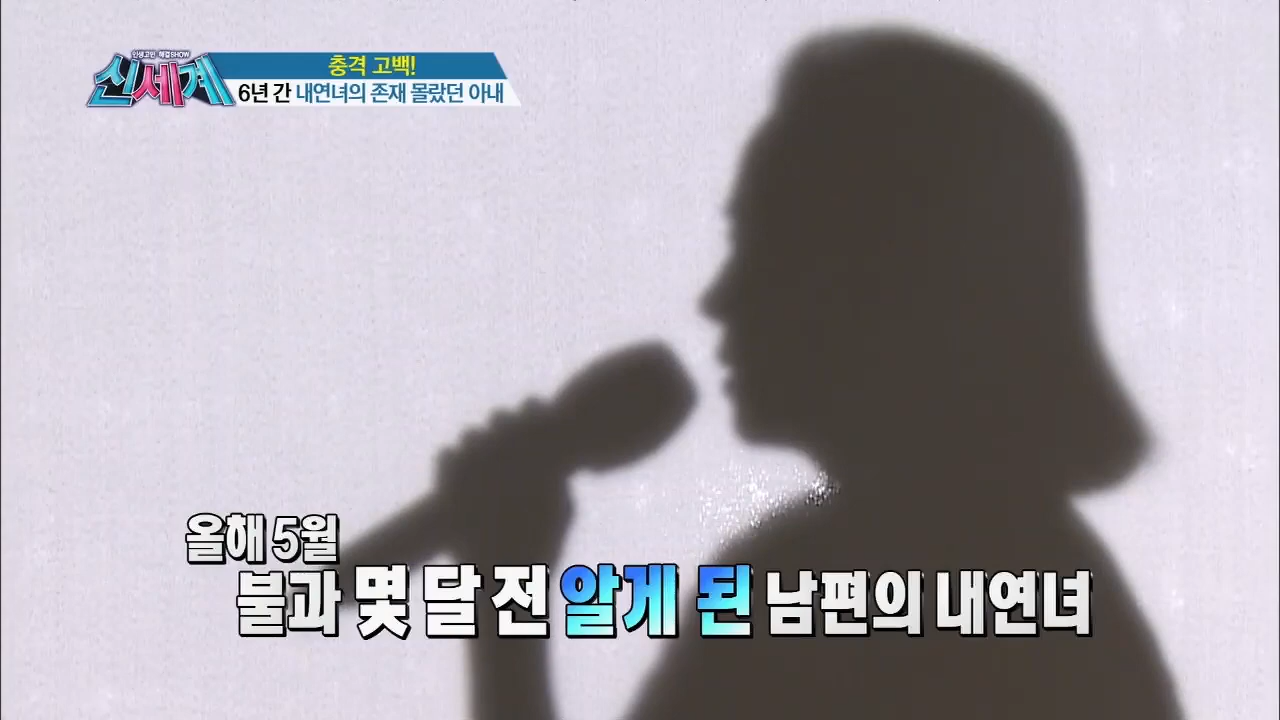 인생고민 해결SHOW
신세계
충격 고백!
6년 간 내연녀의 존재 몰랐던 아내
올해 5월
불과 몇 달 전 알게 된 남편의 내연녀